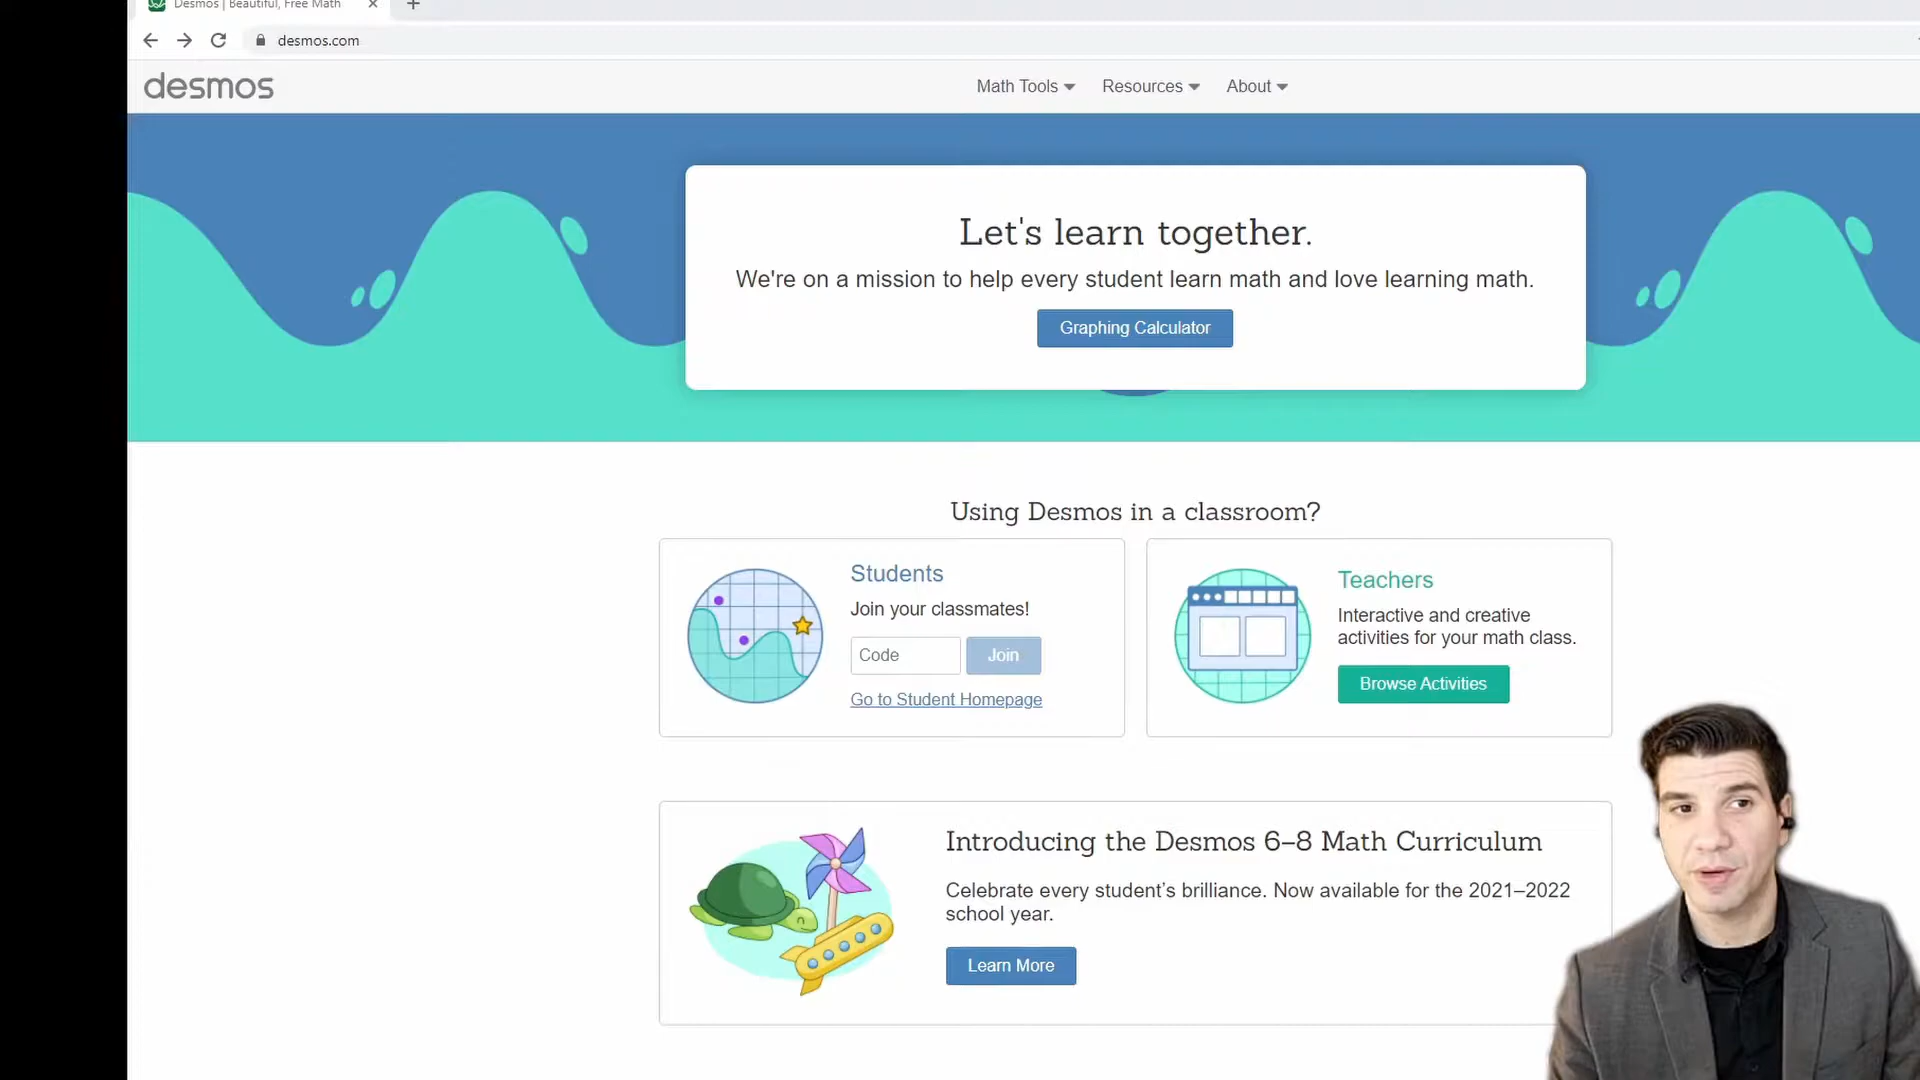 Desmos | Beautiful, Free Math
desmos.com
desmos
Math Tools
Resources
About
Let's learn together.
We're on a mission to help every student learn math and love learning math.
Graphing Calculator
Using Desmos in a classroom?
Students
Join your classmates!
Code
Join
Go to Student Homepage
Teachers
Interactive and creative
activities for your math class.
Browse Activities
Introducing the Desmos 6–8 Math Curriculum
Celebrate every student’s brilliance. Now available for the 2021–2022
school year.
Learn More